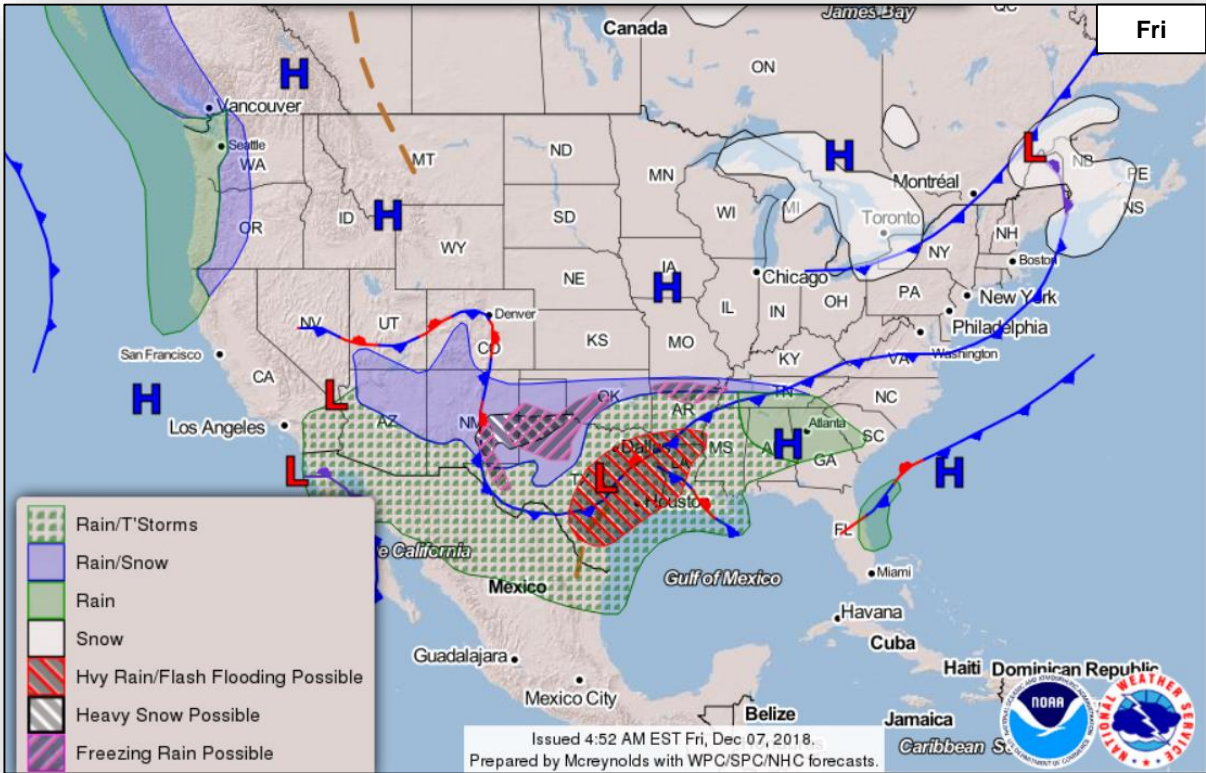 James Bay
QC
Fri
Canada
ON
H
Vancouver
H
Seattle
WA
MT
ND
MN
L
NB
PE
Montréal
NS
OR
ID
H
SD
WI
MI
Toronto
NH
WY
NY
Boston
NE
IA
H
Chicago
PA
New York
NV
UT
Denver
CO
IL
IN
OH
Philadelphia
San Francisco
KS
MO
KY
VA
Washington
CA
H
L
AZ
NM
OK
AR
TN
NC
Los Angeles
Atlanta
SC
L
Dallas
L
MS
H
GA
H
Houston
FL
Gulf of Mexico
Miami
Mexico
Havana
Cuba
Guadalajara
Haiti
Dominican Republic
Mexico City
Belize
Jamaica
Rain/T'Storms
Rain/Snow
Rain
Snow
Hvy Rain/Flash Flooding Possible
Heavy Snow Possible
Freezing Rain Possible
Issued 4:52 AM EST Fri, Dec 07, 2018.
Prepared by Mcreynolds with WPC/SPC/NHC forecasts.
Caribbean
NOAA
NATIONAL WEATHER SERVICE